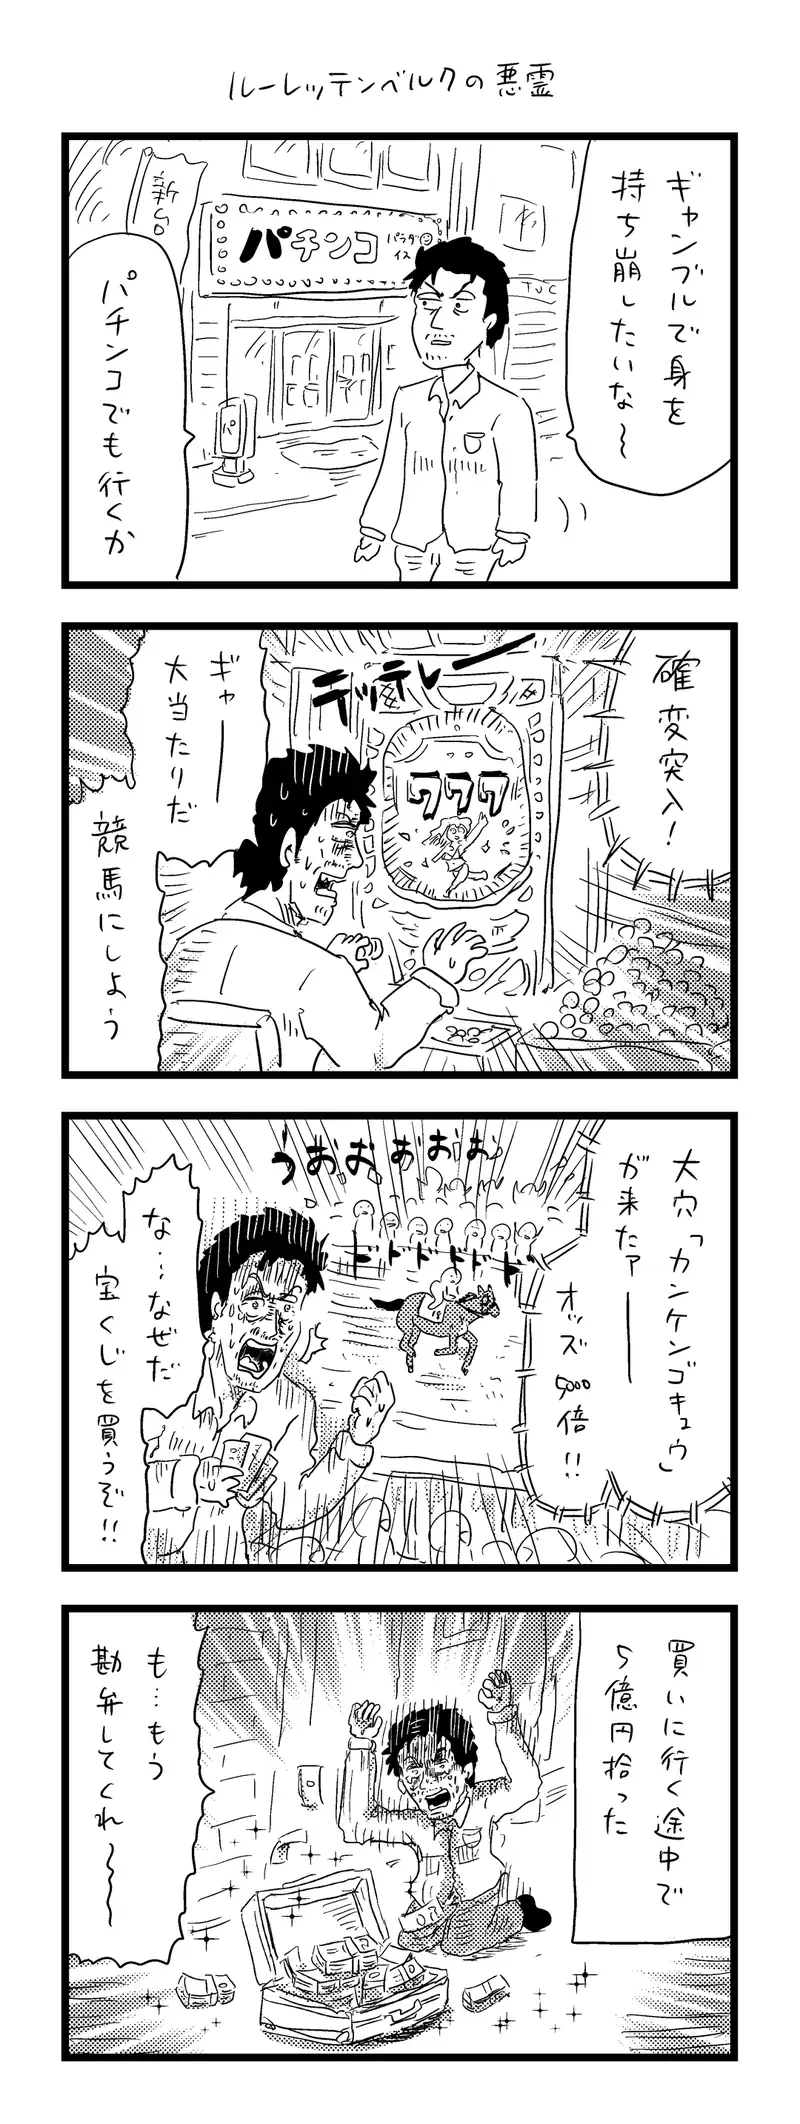 ルーレッテンベルクの悪霊
ギャンブルで身を
持ち崩したいな〜
新台
パチンコ
パラダ
イス
TUC
パ
パチンコでも行くか
確変突入!
テッテレー
777
ギャー
大当たりだ
競馬にしよう
大穴「カンケンゴキュウ」
が来たァー
オッズ5000倍!!
うおおおおお
ドドドドドド
な…なぜだ
宝くじを買うぞ!!
買いに行く途中で
5億円拾った
も…もう
勘弁してくれ〜